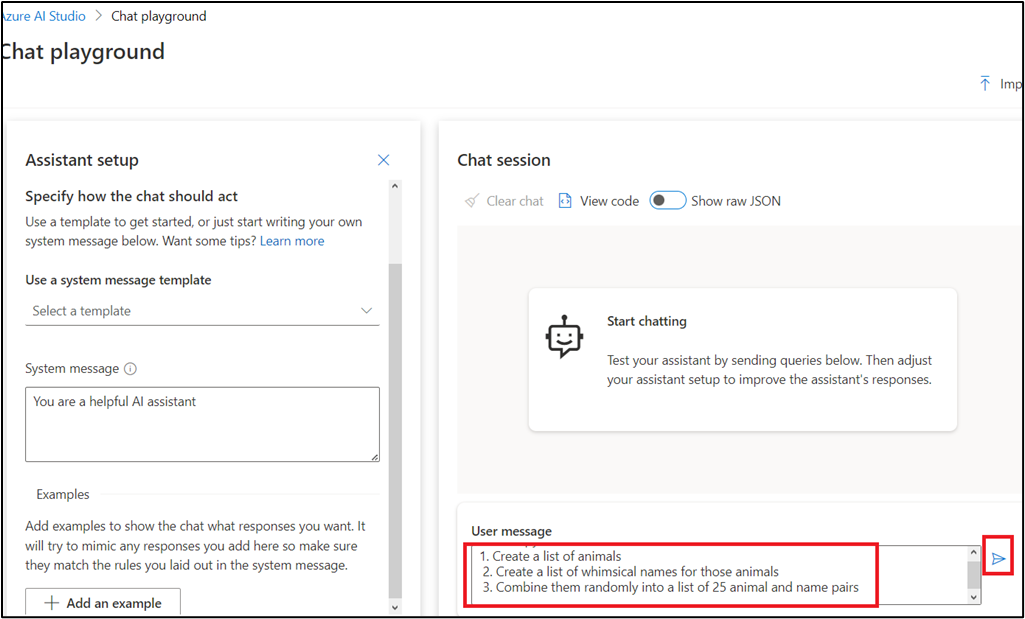 Azure AI Studio > Chat playground
Chat playground
Imp
Assistant setup
Specify how the chat should act
Use a template to get started, or just start writing your own
system message below. Want some tips? Learn more
Use a system message template
Select a template
System message
You are a helpful AI assistant
Examples
Add examples to show the chat what responses you want. It
will try to mimic any responses you add here so make sure
they match the rules you laid out in the system message.
Add an example
Chat session
Clear chat View code Show raw JSON
Start chatting
Test your assistant by sending queries below. Then adjust
your assistant setup to improve the assistant's responses.
User message
1. Create a list of animals
2. Create a list of whimsical names for those animals
3. Combine them randomly into a list of 25 animal and name pairs